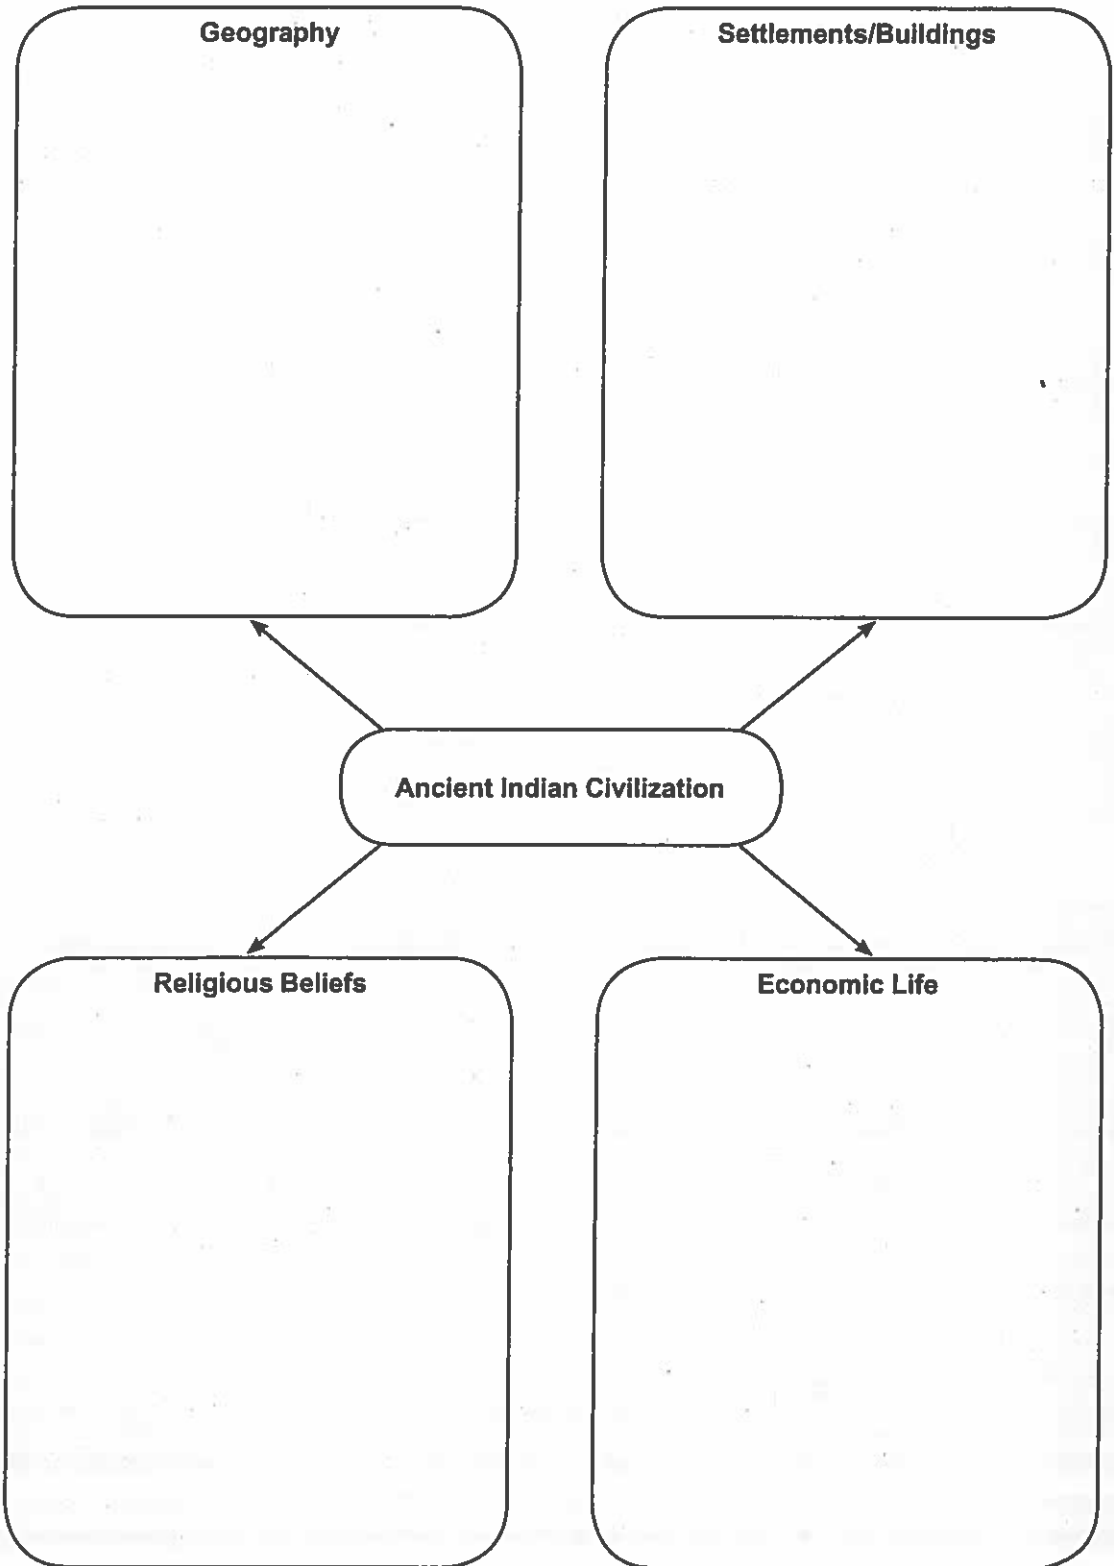 Geography
Settlements/Buildings
Ancient Indian Civilization
Religious Beliefs
Economic Life